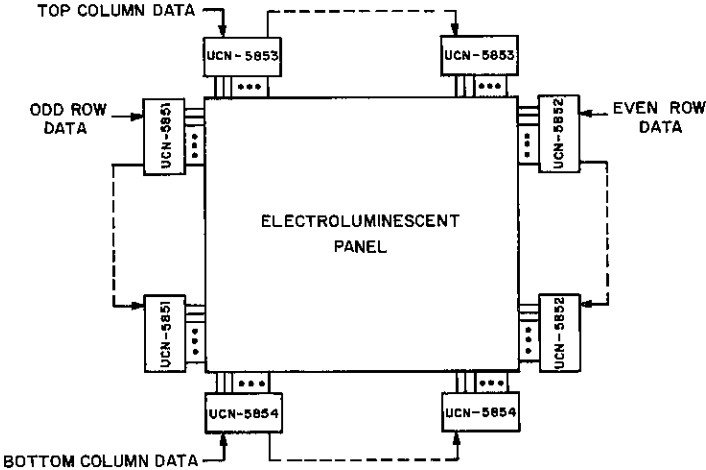 TOP COLUMN DATA
UCN-5853
UCN-5853
ODD ROW
DATA
UCN-5851
UCN-5852
EVEN ROW
DATA
ELECTROLUMINESCENT
PANEL
UCN-5851
UCN-5852
UCN-5854
UCN-5854
BOTTOM COLUMN DATA